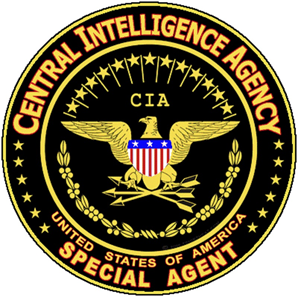 CENTRAL INTELLIGENCE AGENCY
CIA
UNITED STATES OF AMERICA
SPECIAL AGENT